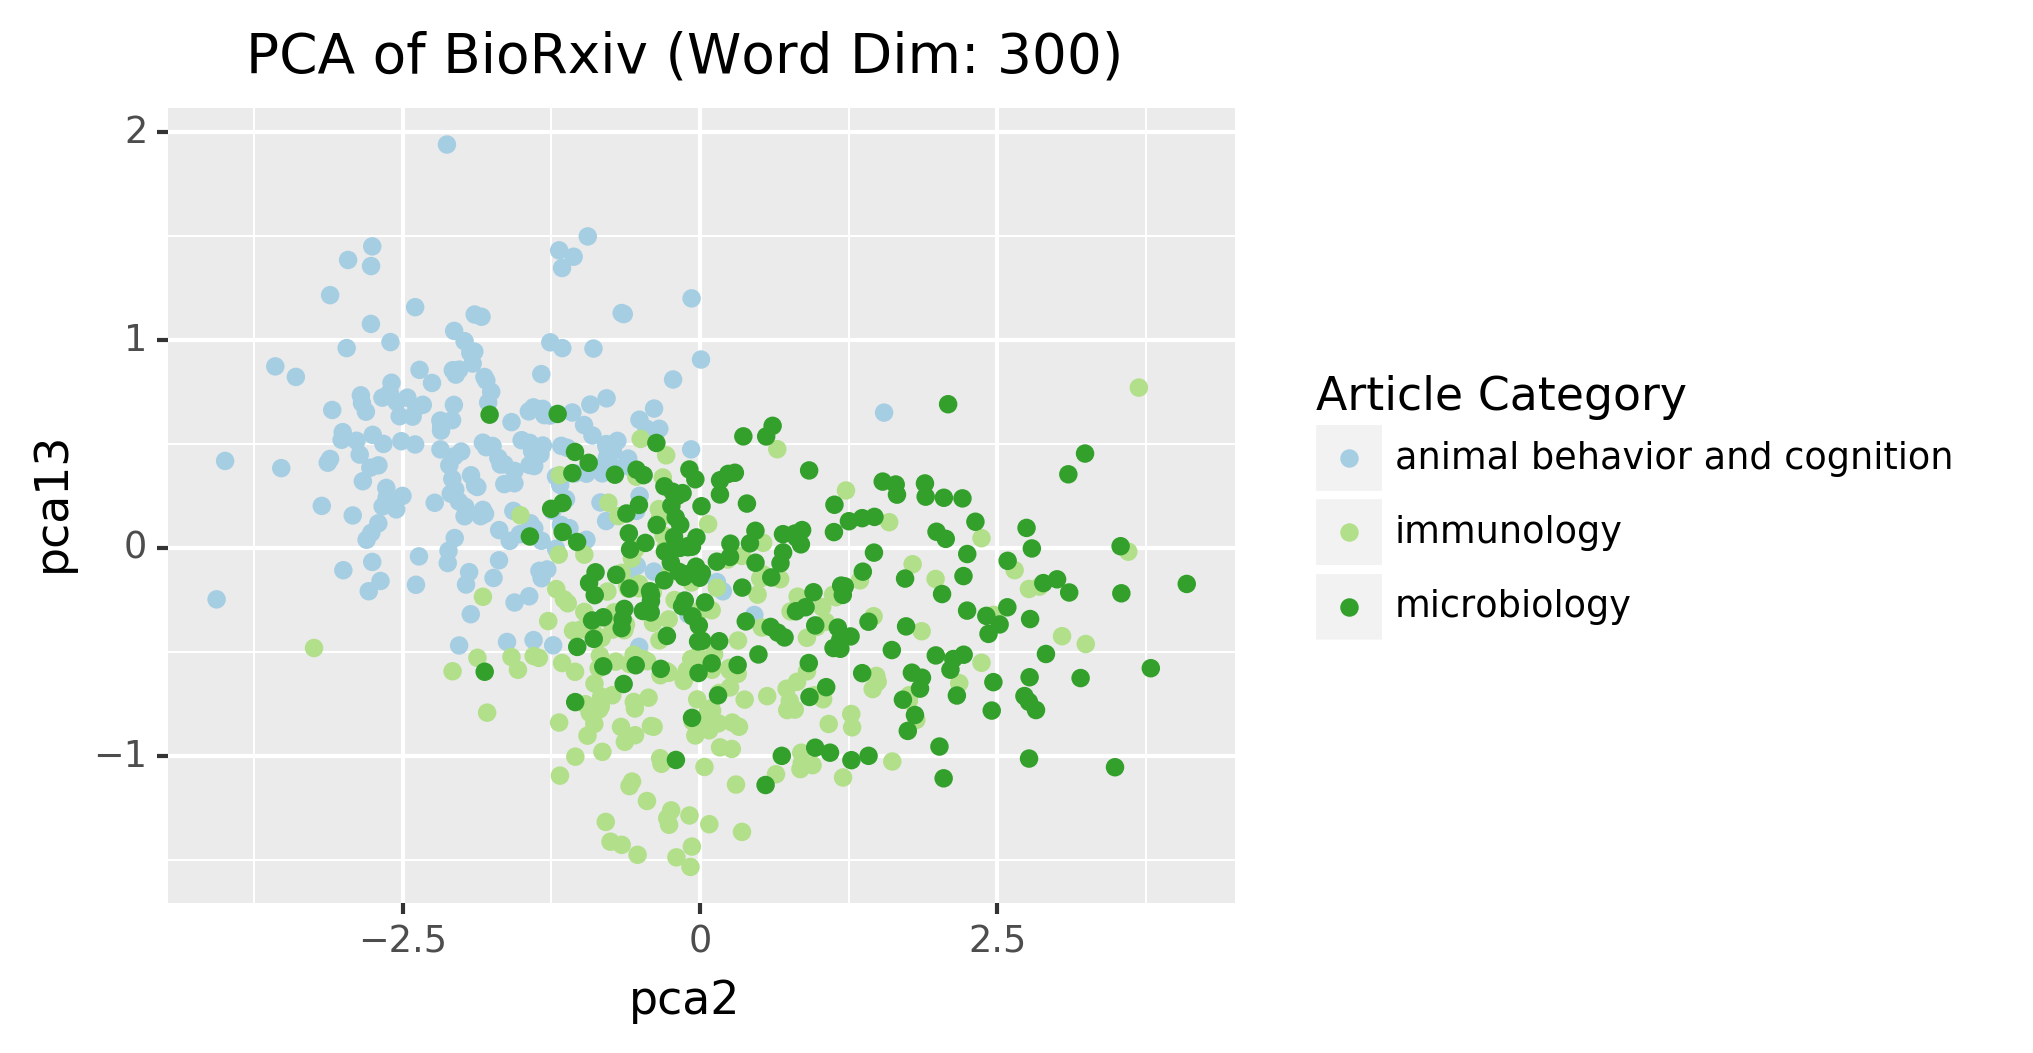 PCA of BioRxiv (Word Dim: 300)
2
1
0
−1
pca13
−2.5 0 2.5
pca2
Article Category
animal behavior and cognition
immunology
microbiology